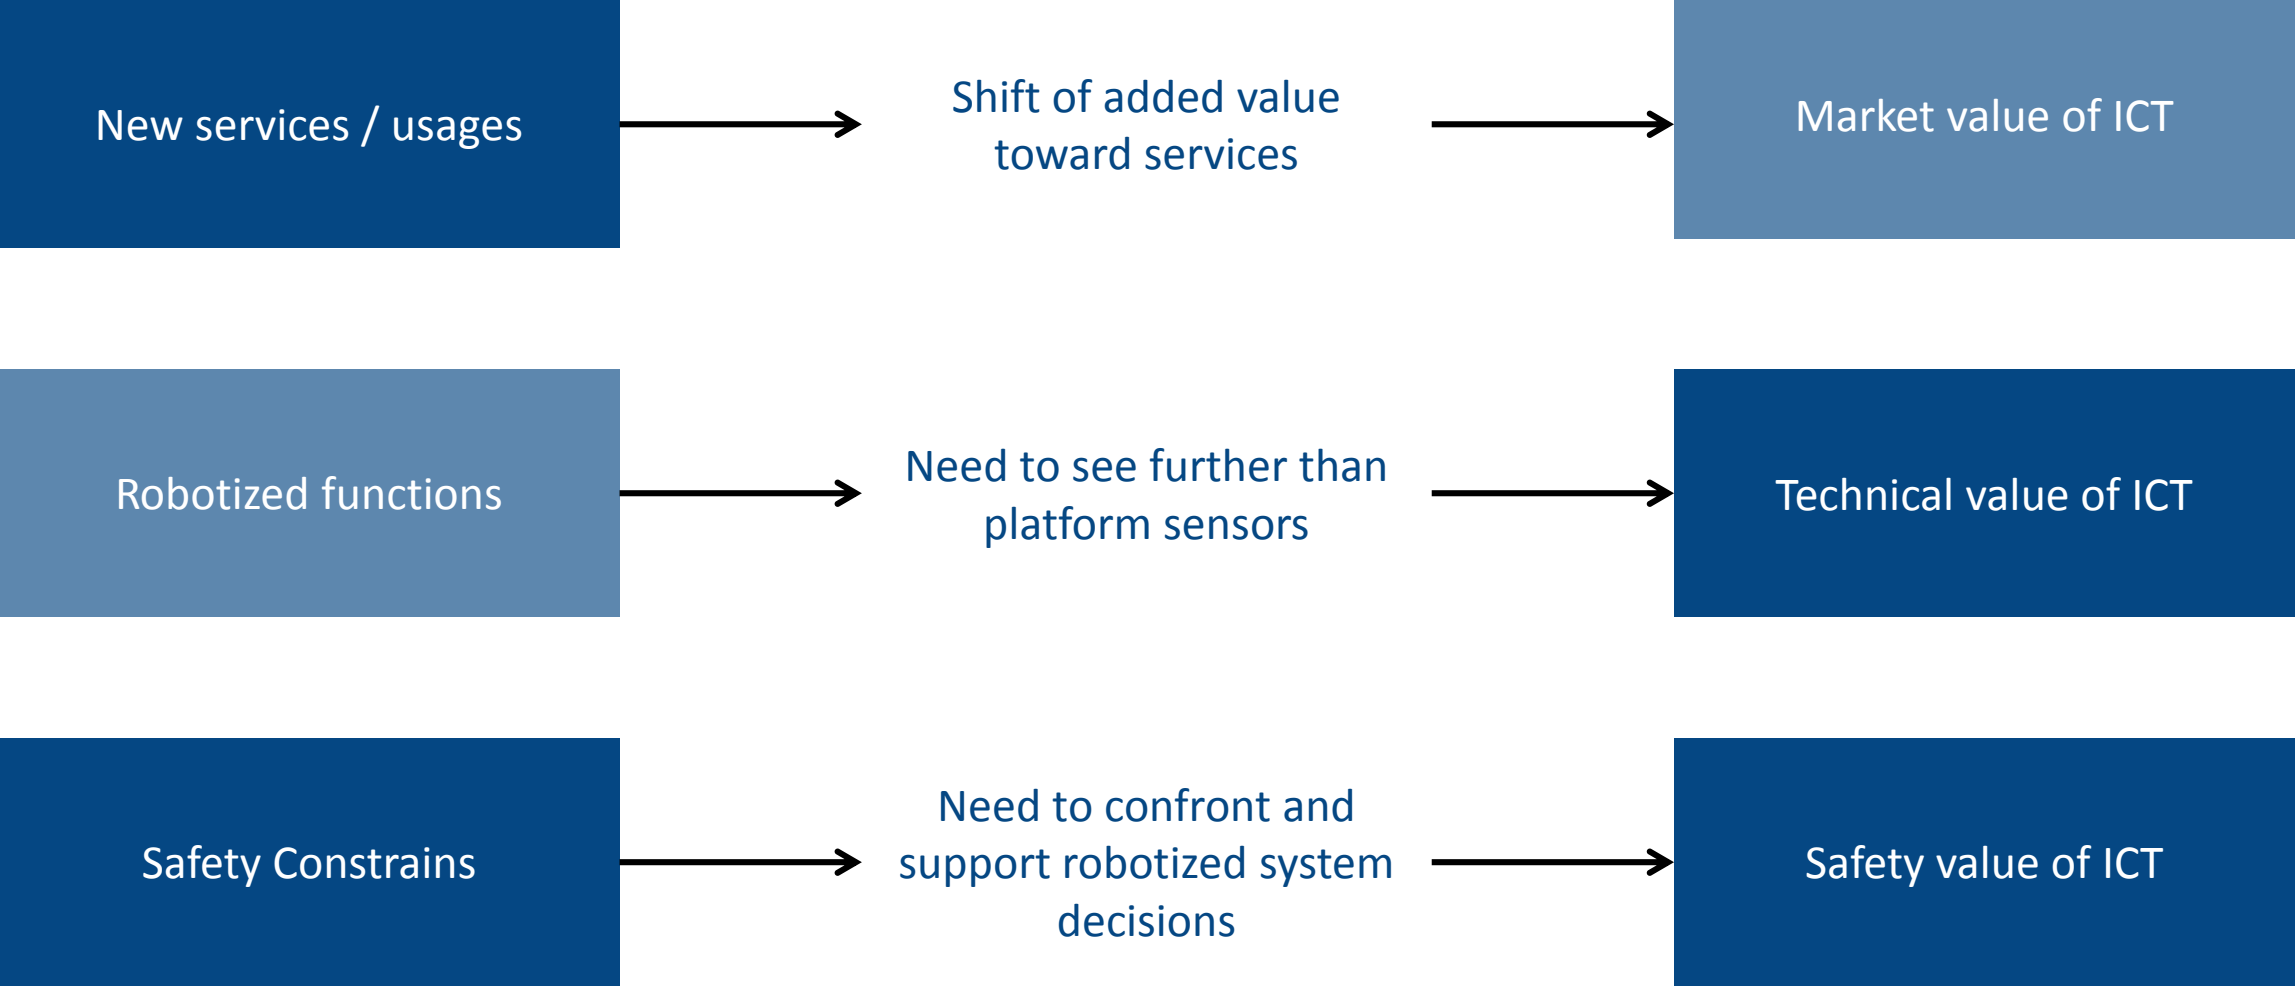 New services / usages
Shift of added value
toward services
Market value of ICT
Robotized functions
Need to see further than
platform sensors
Technical value of ICT
Safety Constrains
Need to confront and
support robotized system
decisions
Safety value of ICT